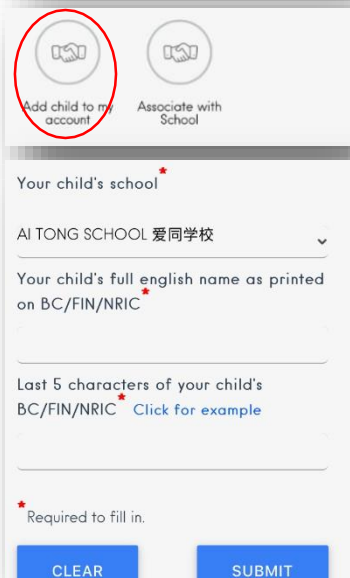 Add child to my
account
Associate with
School
Your child's school*
AI TONG SCHOOL 爱同学校
Your child's full english name as printed
on BC/FIN/NRIC*
Last 5 characters of your child's
BC/FIN/NRIC* Click for example
*Required to fill in.
CLEAR
SUBMIT